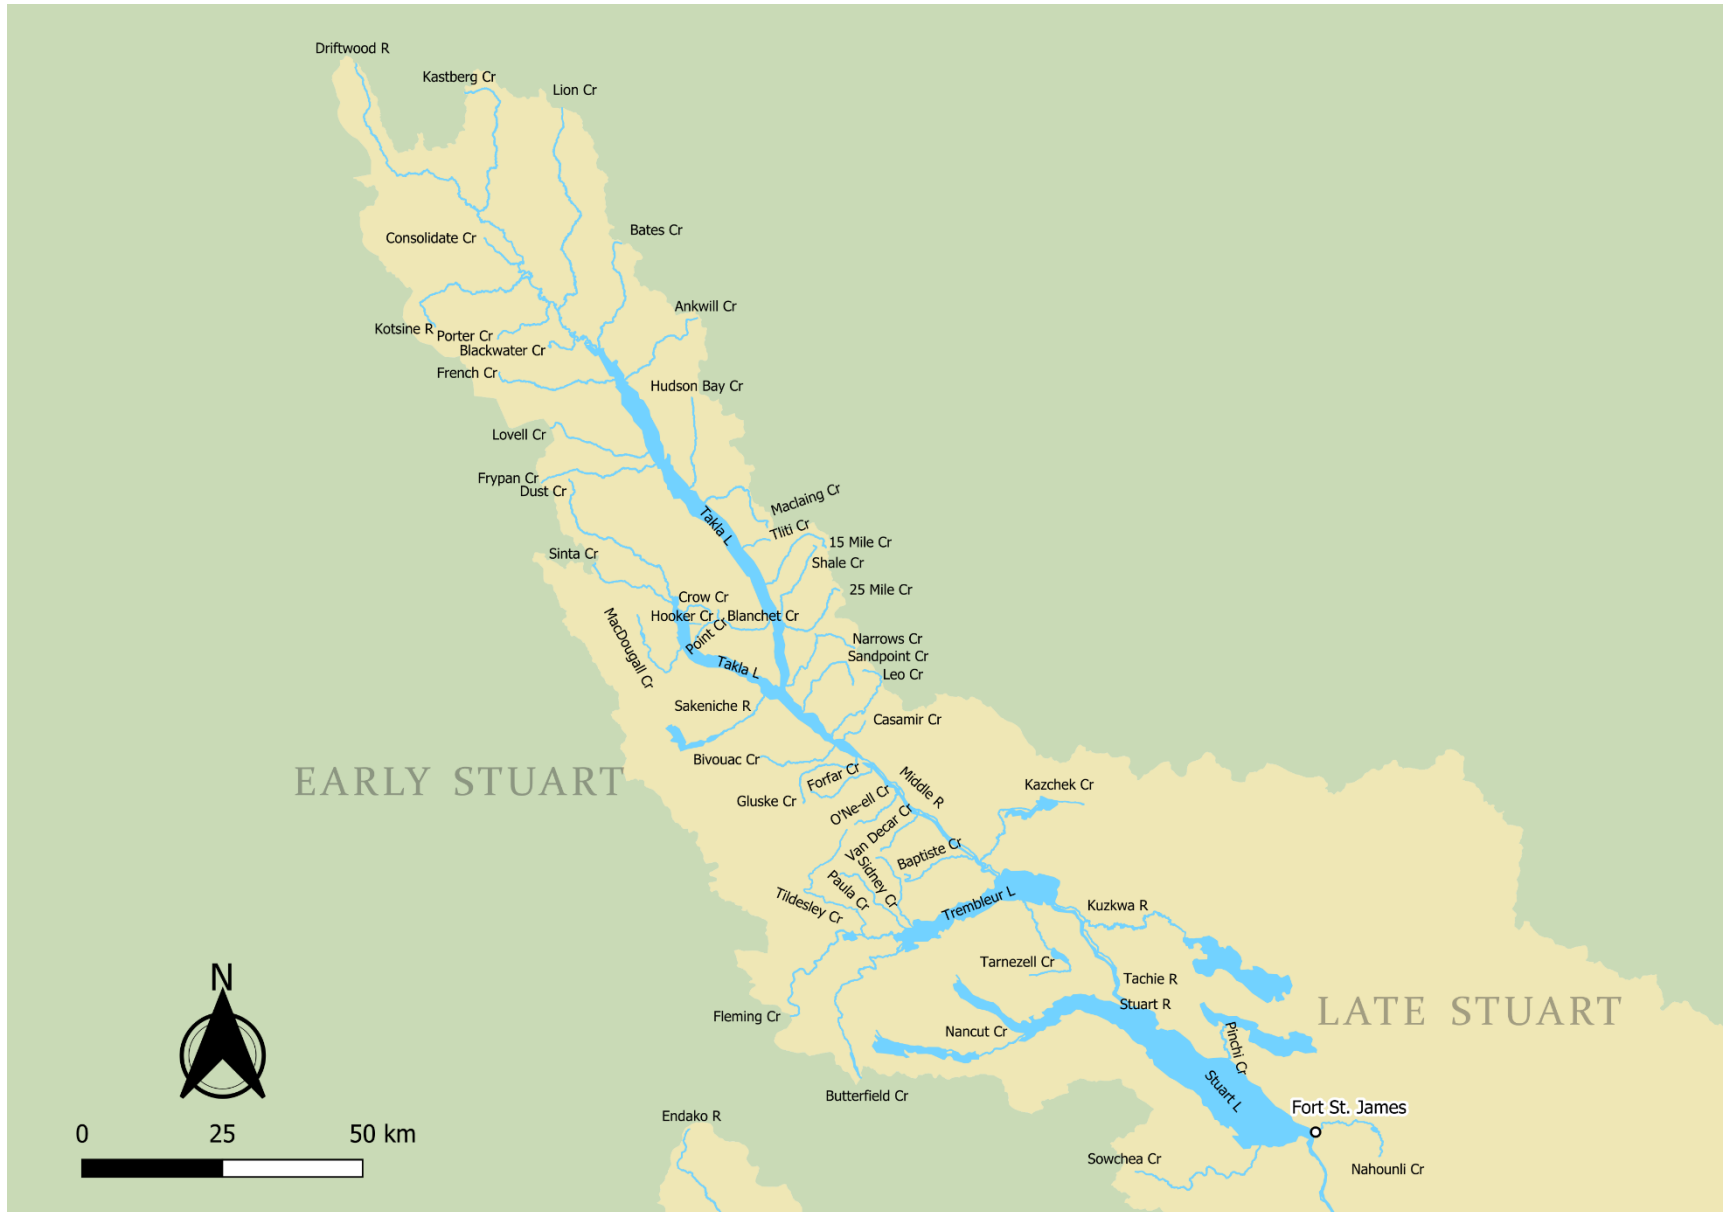 Driftwood R
Kastberg Cr
Lion Cr
Consolidate Cr
Bates Cr
Ankwill Cr
Kotsine R
Porter Cr
Blackwater Cr
French Cr
Hudson Bay Cr
Lovell Cr
Frypan Cr
Dust Cr
Maclaing Cr
Takla L
Tliti Cr
15 Mile Cr
Sinta Cr
Shale Cr
25 Mile Cr
Crow Cr
Hooker Cr
Blanchet Cr
Point Cr
MacDougall Cr
Narrows Cr
Sandpoint Cr
Takla L
Leo Cr
Sakeniche R
Casamir Cr
Bivouac Cr
EARLY STUART
Forfar Cr
Middle R
Kazchek Cr
Gluske Cr
O'Ne-ell Cr
Van Decar Cr
Baptiste Cr
Sidney Cr
Paula Cr
Tildesley Cr
Trembleur L
Kuzkwa R
Tarnezell Cr
Tachie R
Stuart R
LATE STUART
N
Fleming Cr
Nancut Cr
Pinchi Cr
Stuart L
Butterfield Cr
Endako R
Fort St. James
0 25 50 km
Sowchea Cr
Nahounli Cr